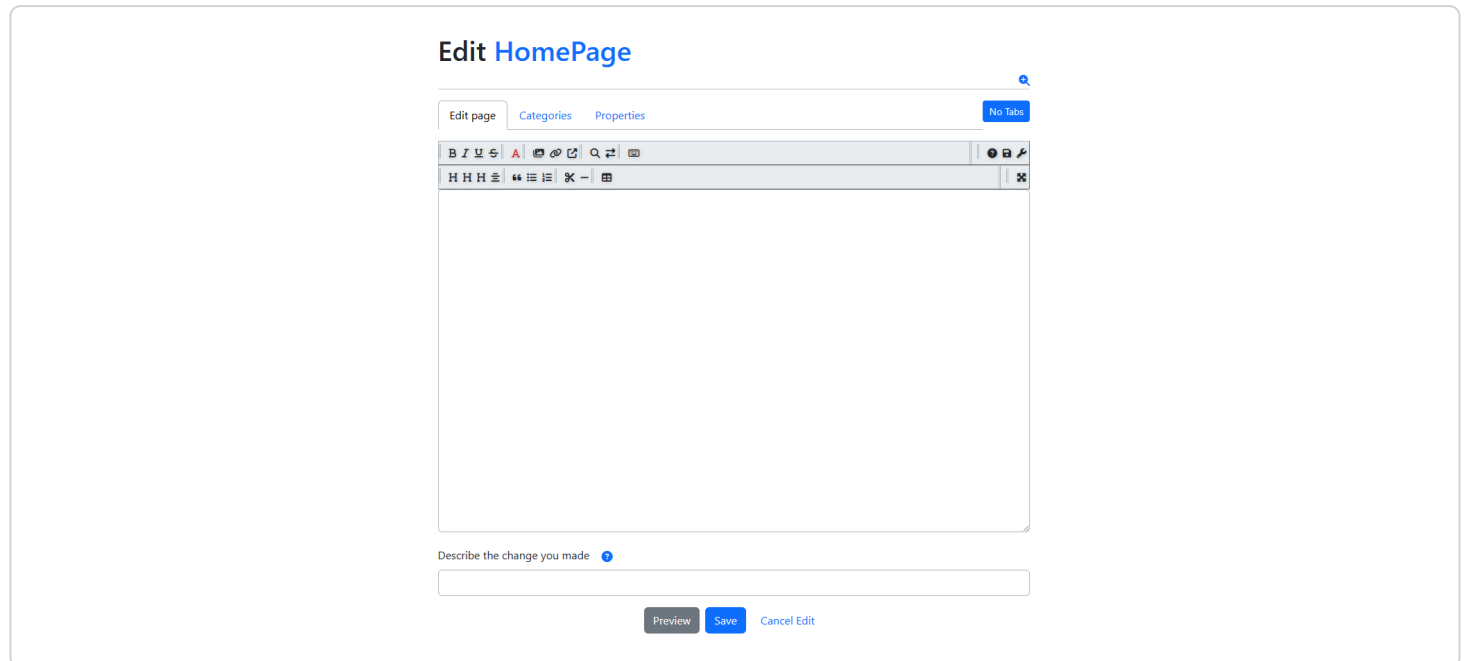 Edit HomePage
Edit page Categories Properties No Tabs
B I U S A
H H H
Describe the change you made
Preview Save Cancel Edit